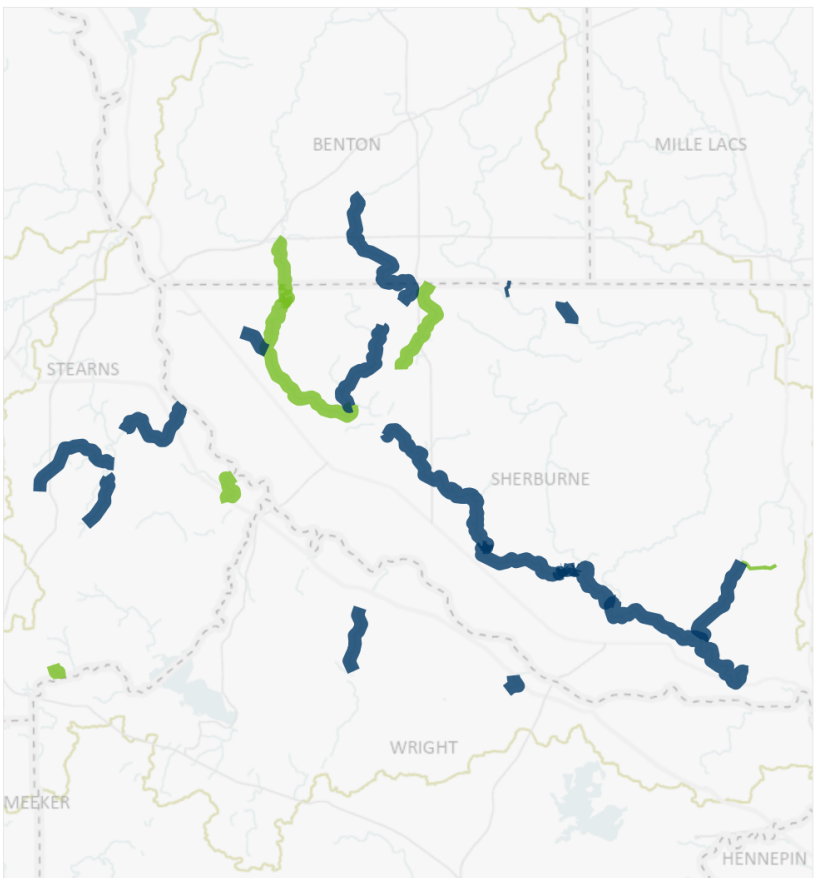 BENTON
MILLE LACS
STEARNS
SHERBURNE
WRIGHT
MEEKER
HENNEPIN